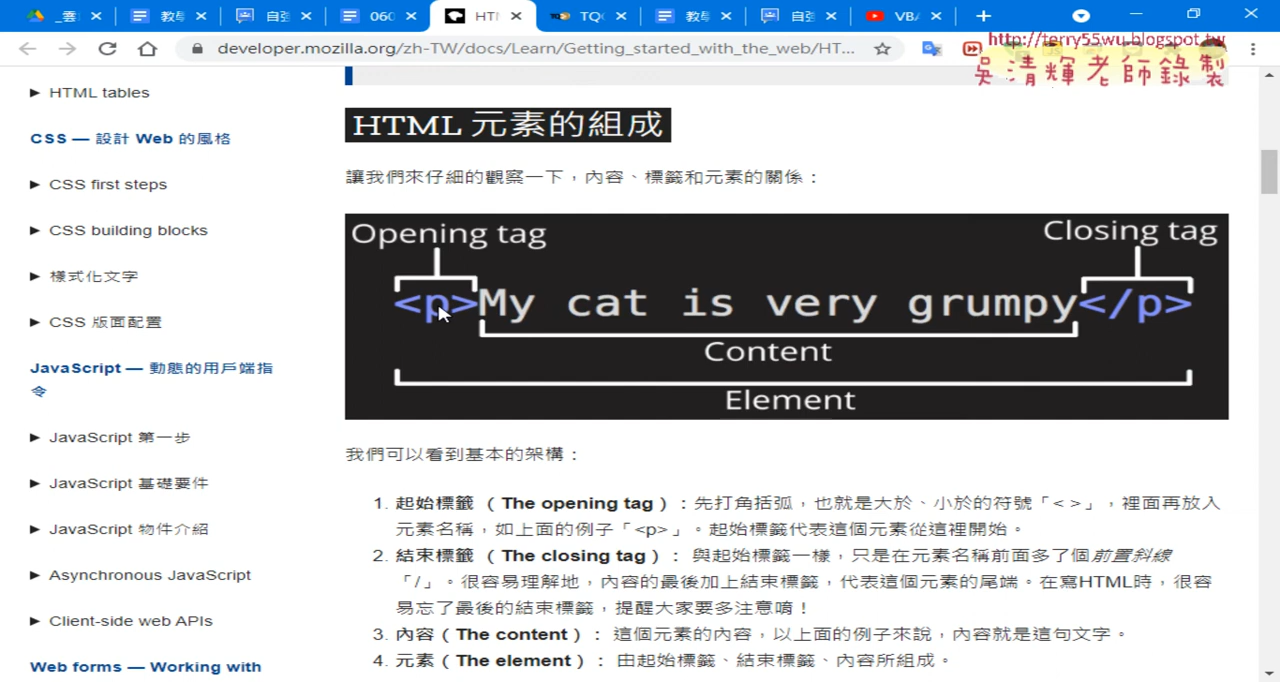 _雲
教學
自強
060
HTM
TQC
教學
自強
VBA
developer.mozilla.org/zh-TW/docs/Learn/Getting_started_with_the_web/HT...
http://terry55.wu.blogspot.tw
吳清輝老師錄製
HTML tables
CSS — 設計 Web 的風格
CSS first steps
CSS building blocks
樣式化文字
CSS 版面配置
JavaScript — 動態的用戶端指
令
JavaScript 第一步
JavaScript 基礎要件
JavaScript 物件介紹
Asynchronous JavaScript
Client-side web APIs
Web forms — Working with
HTML 元素的組成
讓我們來仔細的觀察一下，內容、標籤和元素的關係：
Opening tag
Closing tag
<p>My cat is very grumpy</p>
Content
Element
我們可以看到基本的架構：
1. 起始標籤 （ The opening tag ）：先打角括弧，也就是大於、小於的符號「< >」，裡面再放入
元素名稱，如上面的例子「<p>」。起始標籤代表這個元素從這裡開始。
2. 結束標籤 （ The closing tag ）： 與起始標籤一樣，只是在元素名稱前面多了個前置斜線
「/」。很容易理解地，內容的最後加上結束標籤，代表這個元素的尾端。在寫HTML時，很容
易忘了最後的結束標籤，提醒大家要多注意唷！
3. 內容（ The content ）： 這個元素的內容，以上面的例子來說，內容就是這句文字。
4. 元素（ The element ）： 由起始標籤、結束標籤、內容所組成。